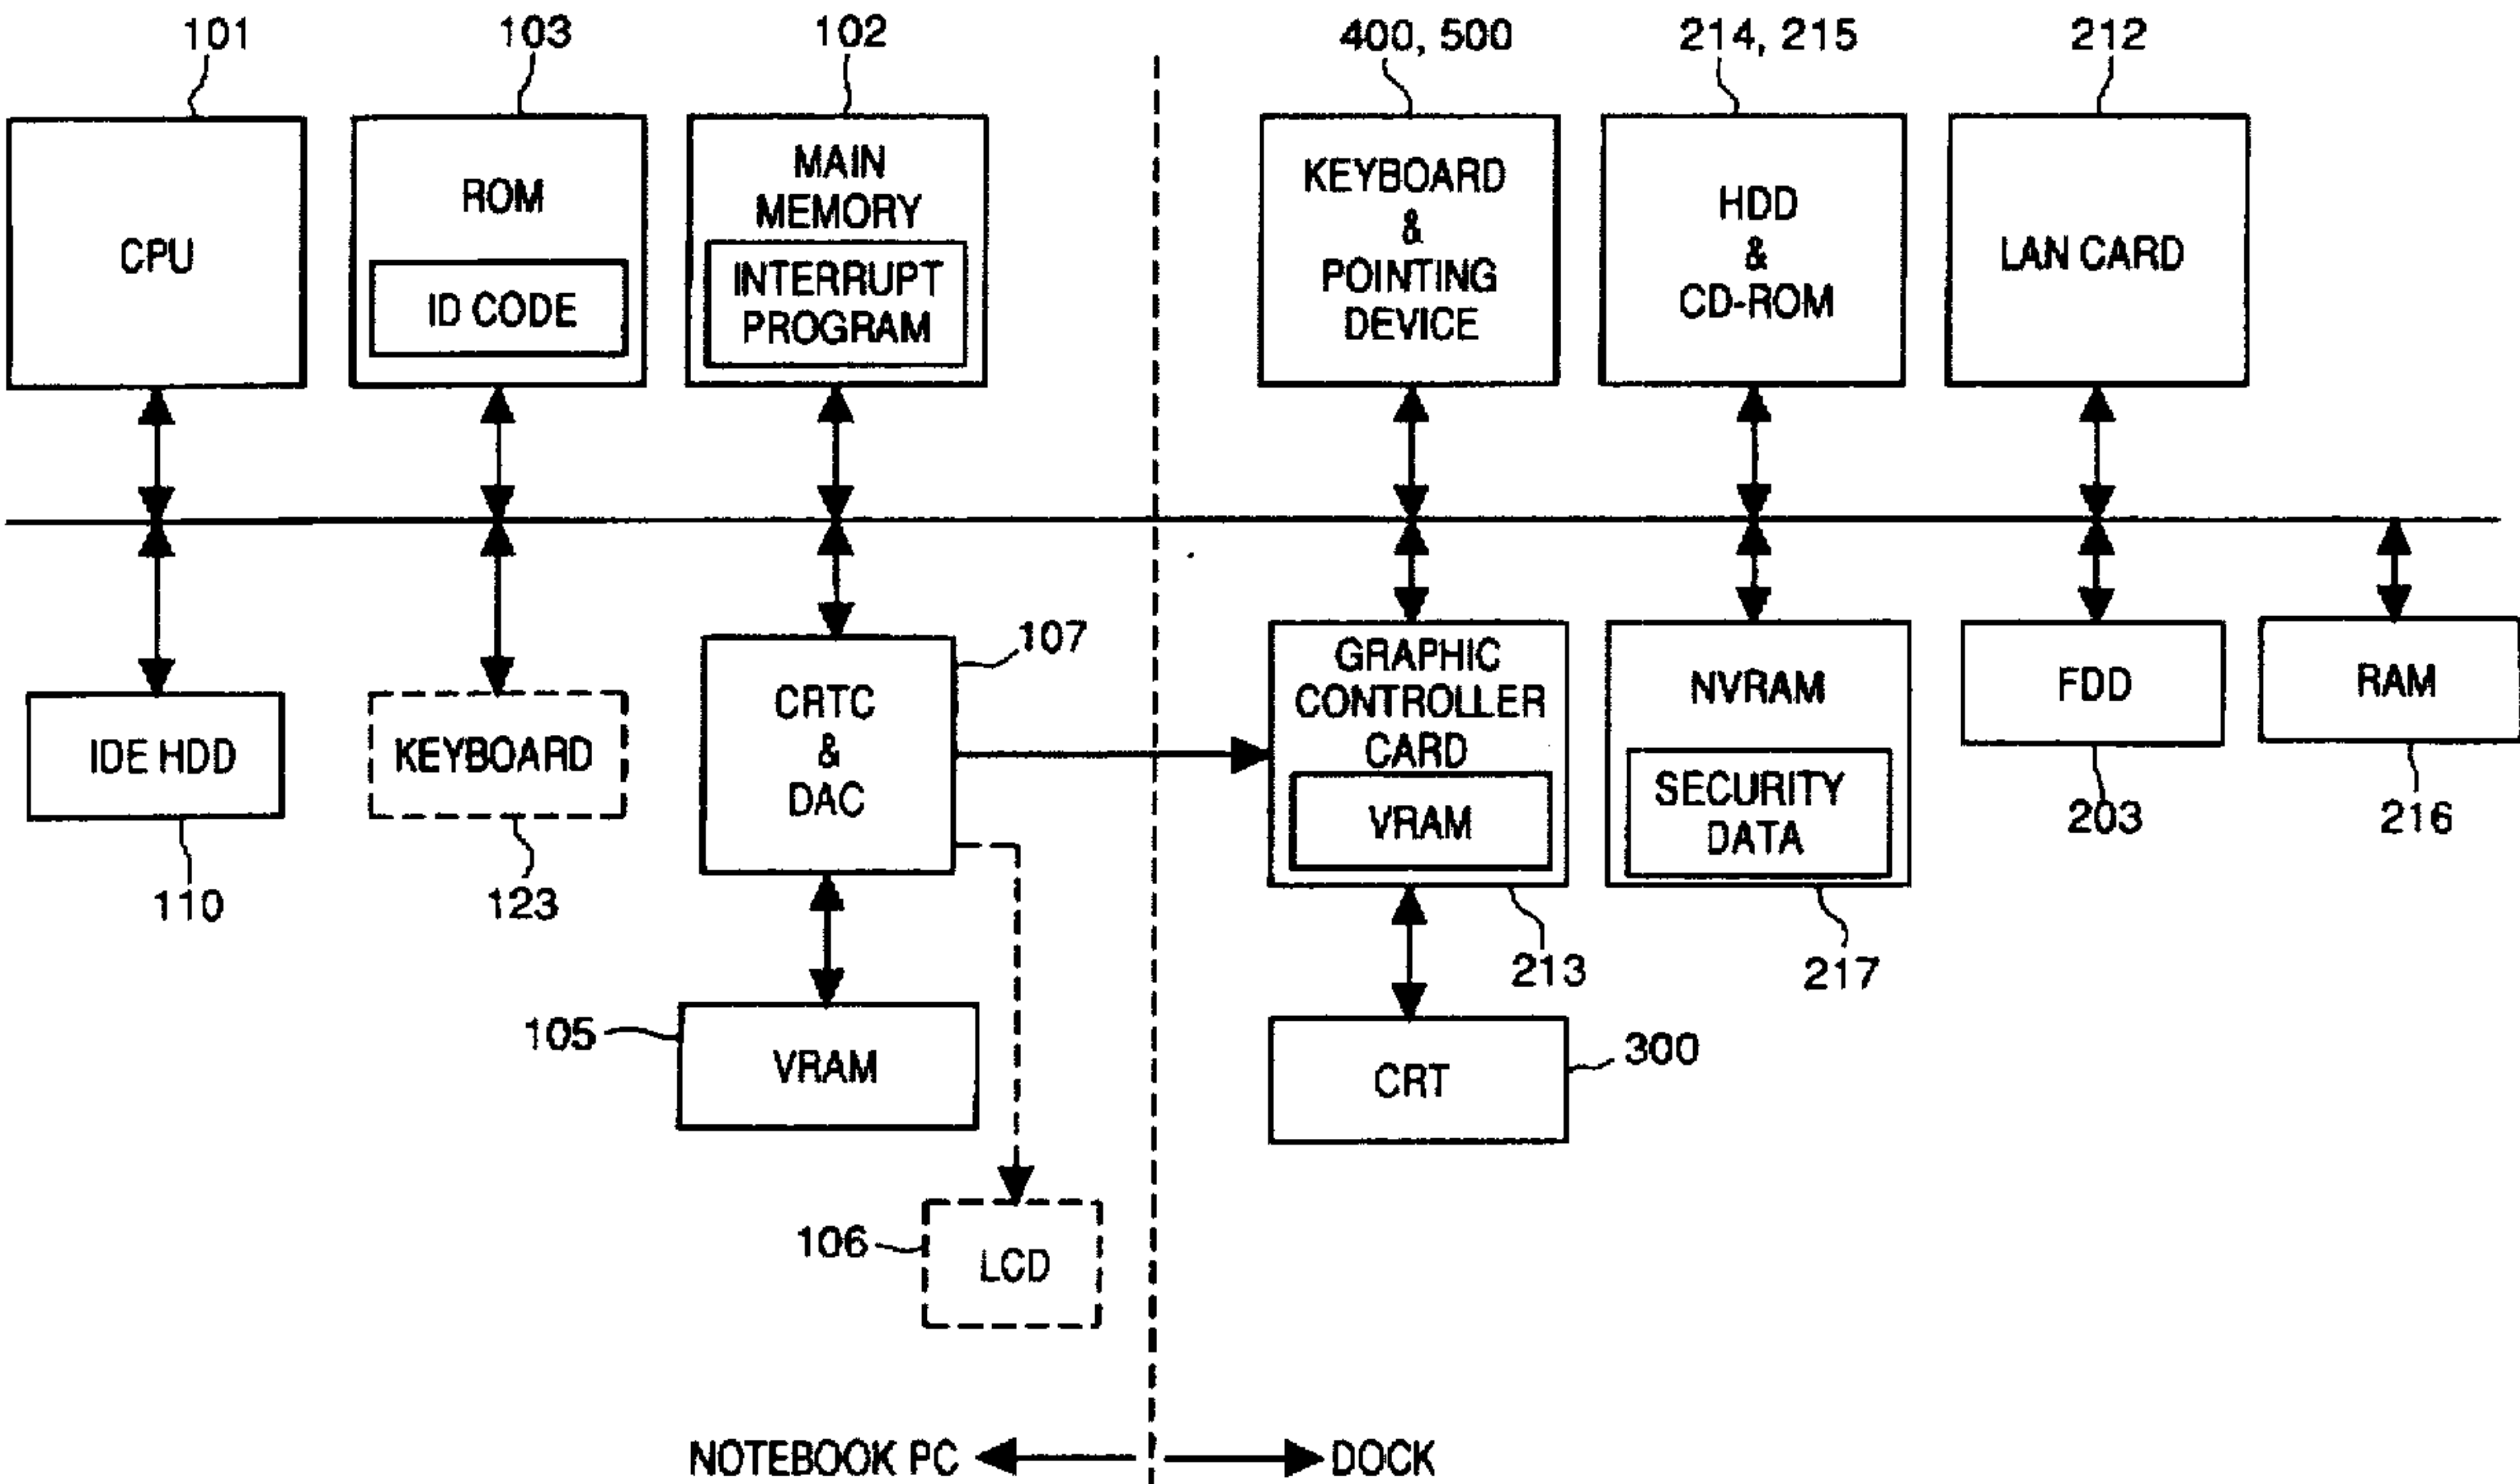 101
103
102
400, 500
214, 215
212
CPU
ROM
ID CODE
MAIN
MEMORY
INTERRUPT
PROGRAM
KEYBOARD
&
POINTING
DEVICE
HDD
&
CD-ROM
LAN CARD
IDE HDD
110
KEYBOARD
123
CRTC
&
DAC
107
GRAPHIC
CONTROLLER
CARD
VRAM
213
NVRAM
SECURITY
DATA
217
FDD
203
RAM
216
105
VRAM
CRT
300
106
LCD
NOTEBOOK PC
DOCK